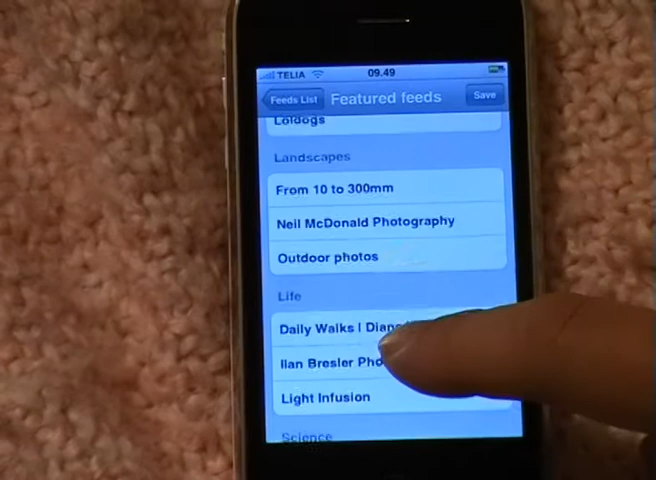 TELIA 09.49
Feeds List Featured feeds Save
Loldogs
Landscapes
From 10 to 300mm
Neil McDonald Photography
Outdoor photos
Life
Daily Walks | Diane
Ilan Bresler Pho
Light Infusion
Science